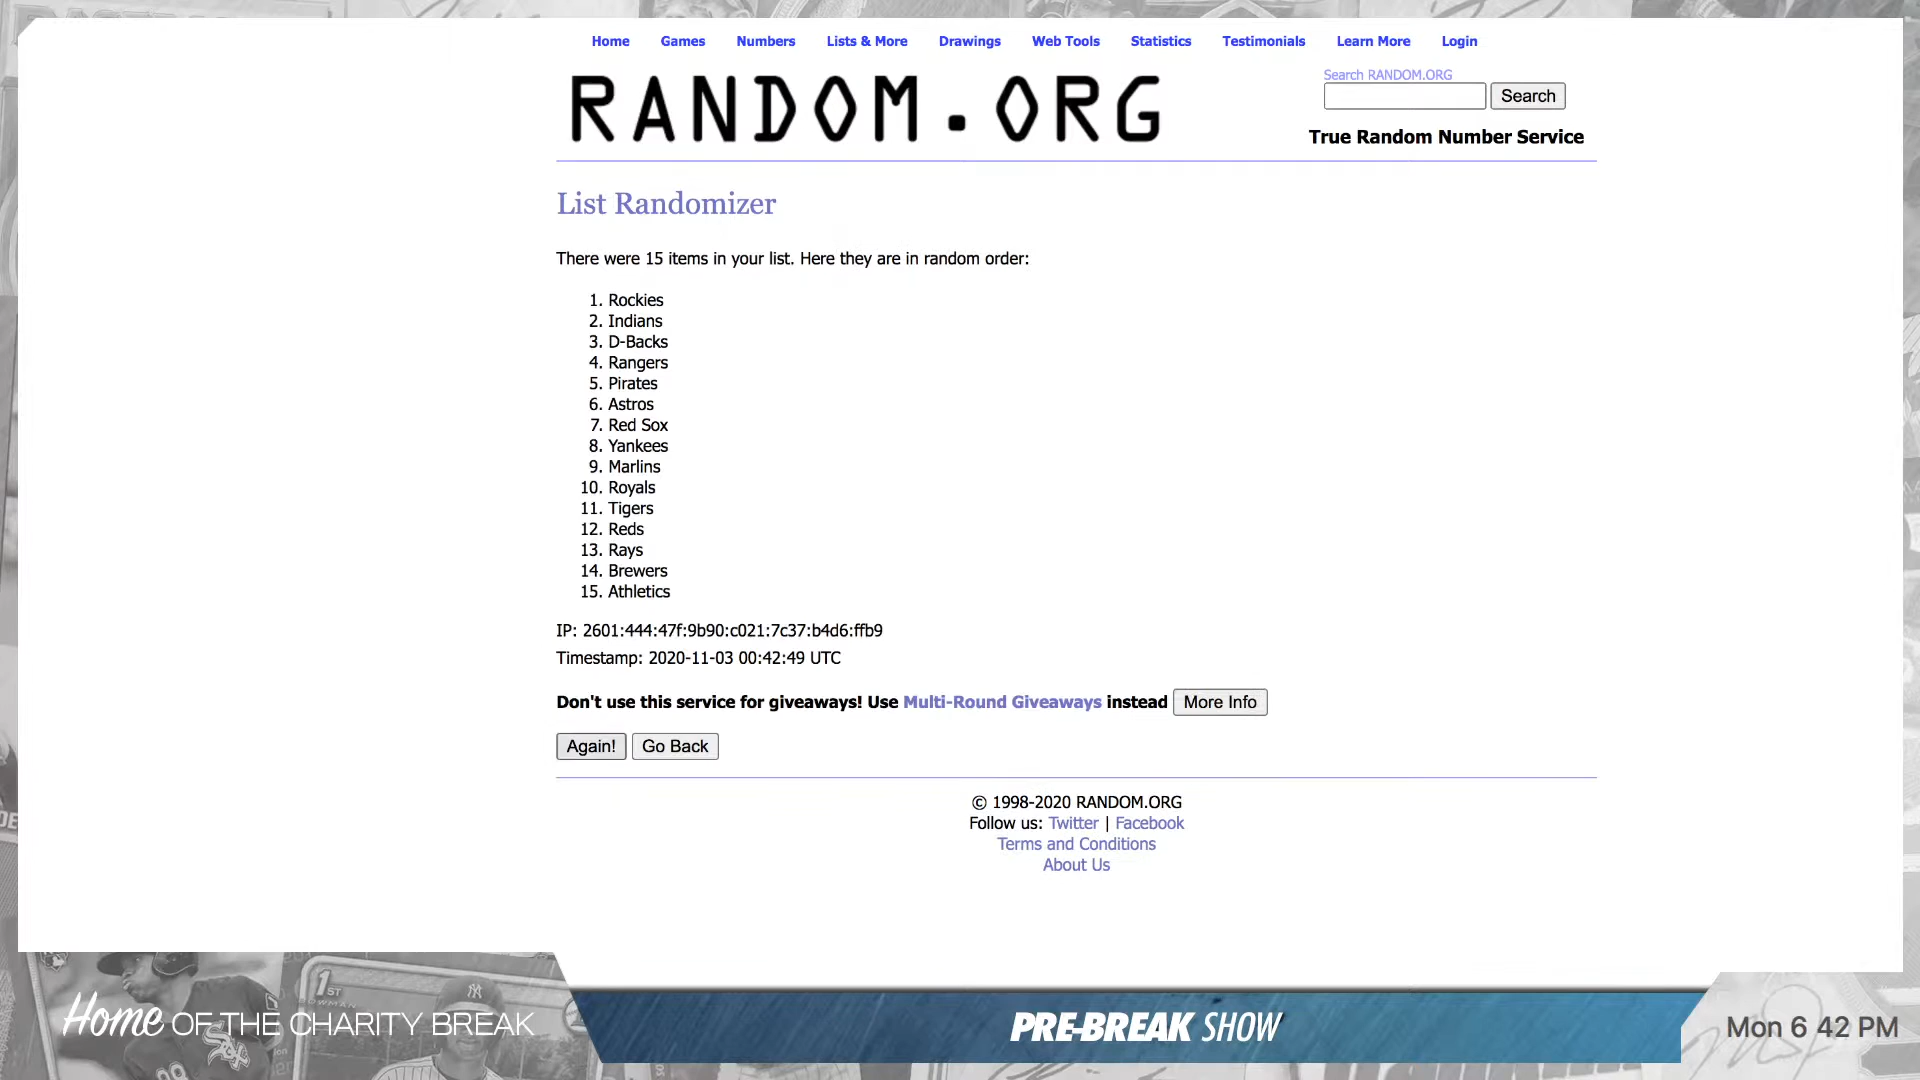 Home Games Numbers Lists & More Drawings Web Tools Statistics Testimonials Learn More Login
RANDOM.ORG
Search RANDOM.ORG
Search
True Random Number Service
List Randomizer
There were 15 items in your list. Here they are in random order:
1. Rockies
2. Indians
3. D-Backs
4. Rangers
5. Pirates
6. Astros
7. Red Sox
8. Yankees
9. Marlins
10. Royals
11. Tigers
12. Reds
13. Rays
14. Brewers
15. Athletics
IP: 2601:444:47f:9b90:c021:7c37:b4d6:ffb9
Timestamp: 2020-11-03 00:42:49 UTC
Don't use this service for giveaways! Use Multi-Round Giveaways instead More Info
Again! Go Back
© 1998-2020 RANDOM.ORG
Follow us: Twitter | Facebook
Terms and Conditions
About Us
1ST
BOWMAN
Home OF THE CHARITY BREAK
PRE-BREAK SHOW
Mon 6 42 PM